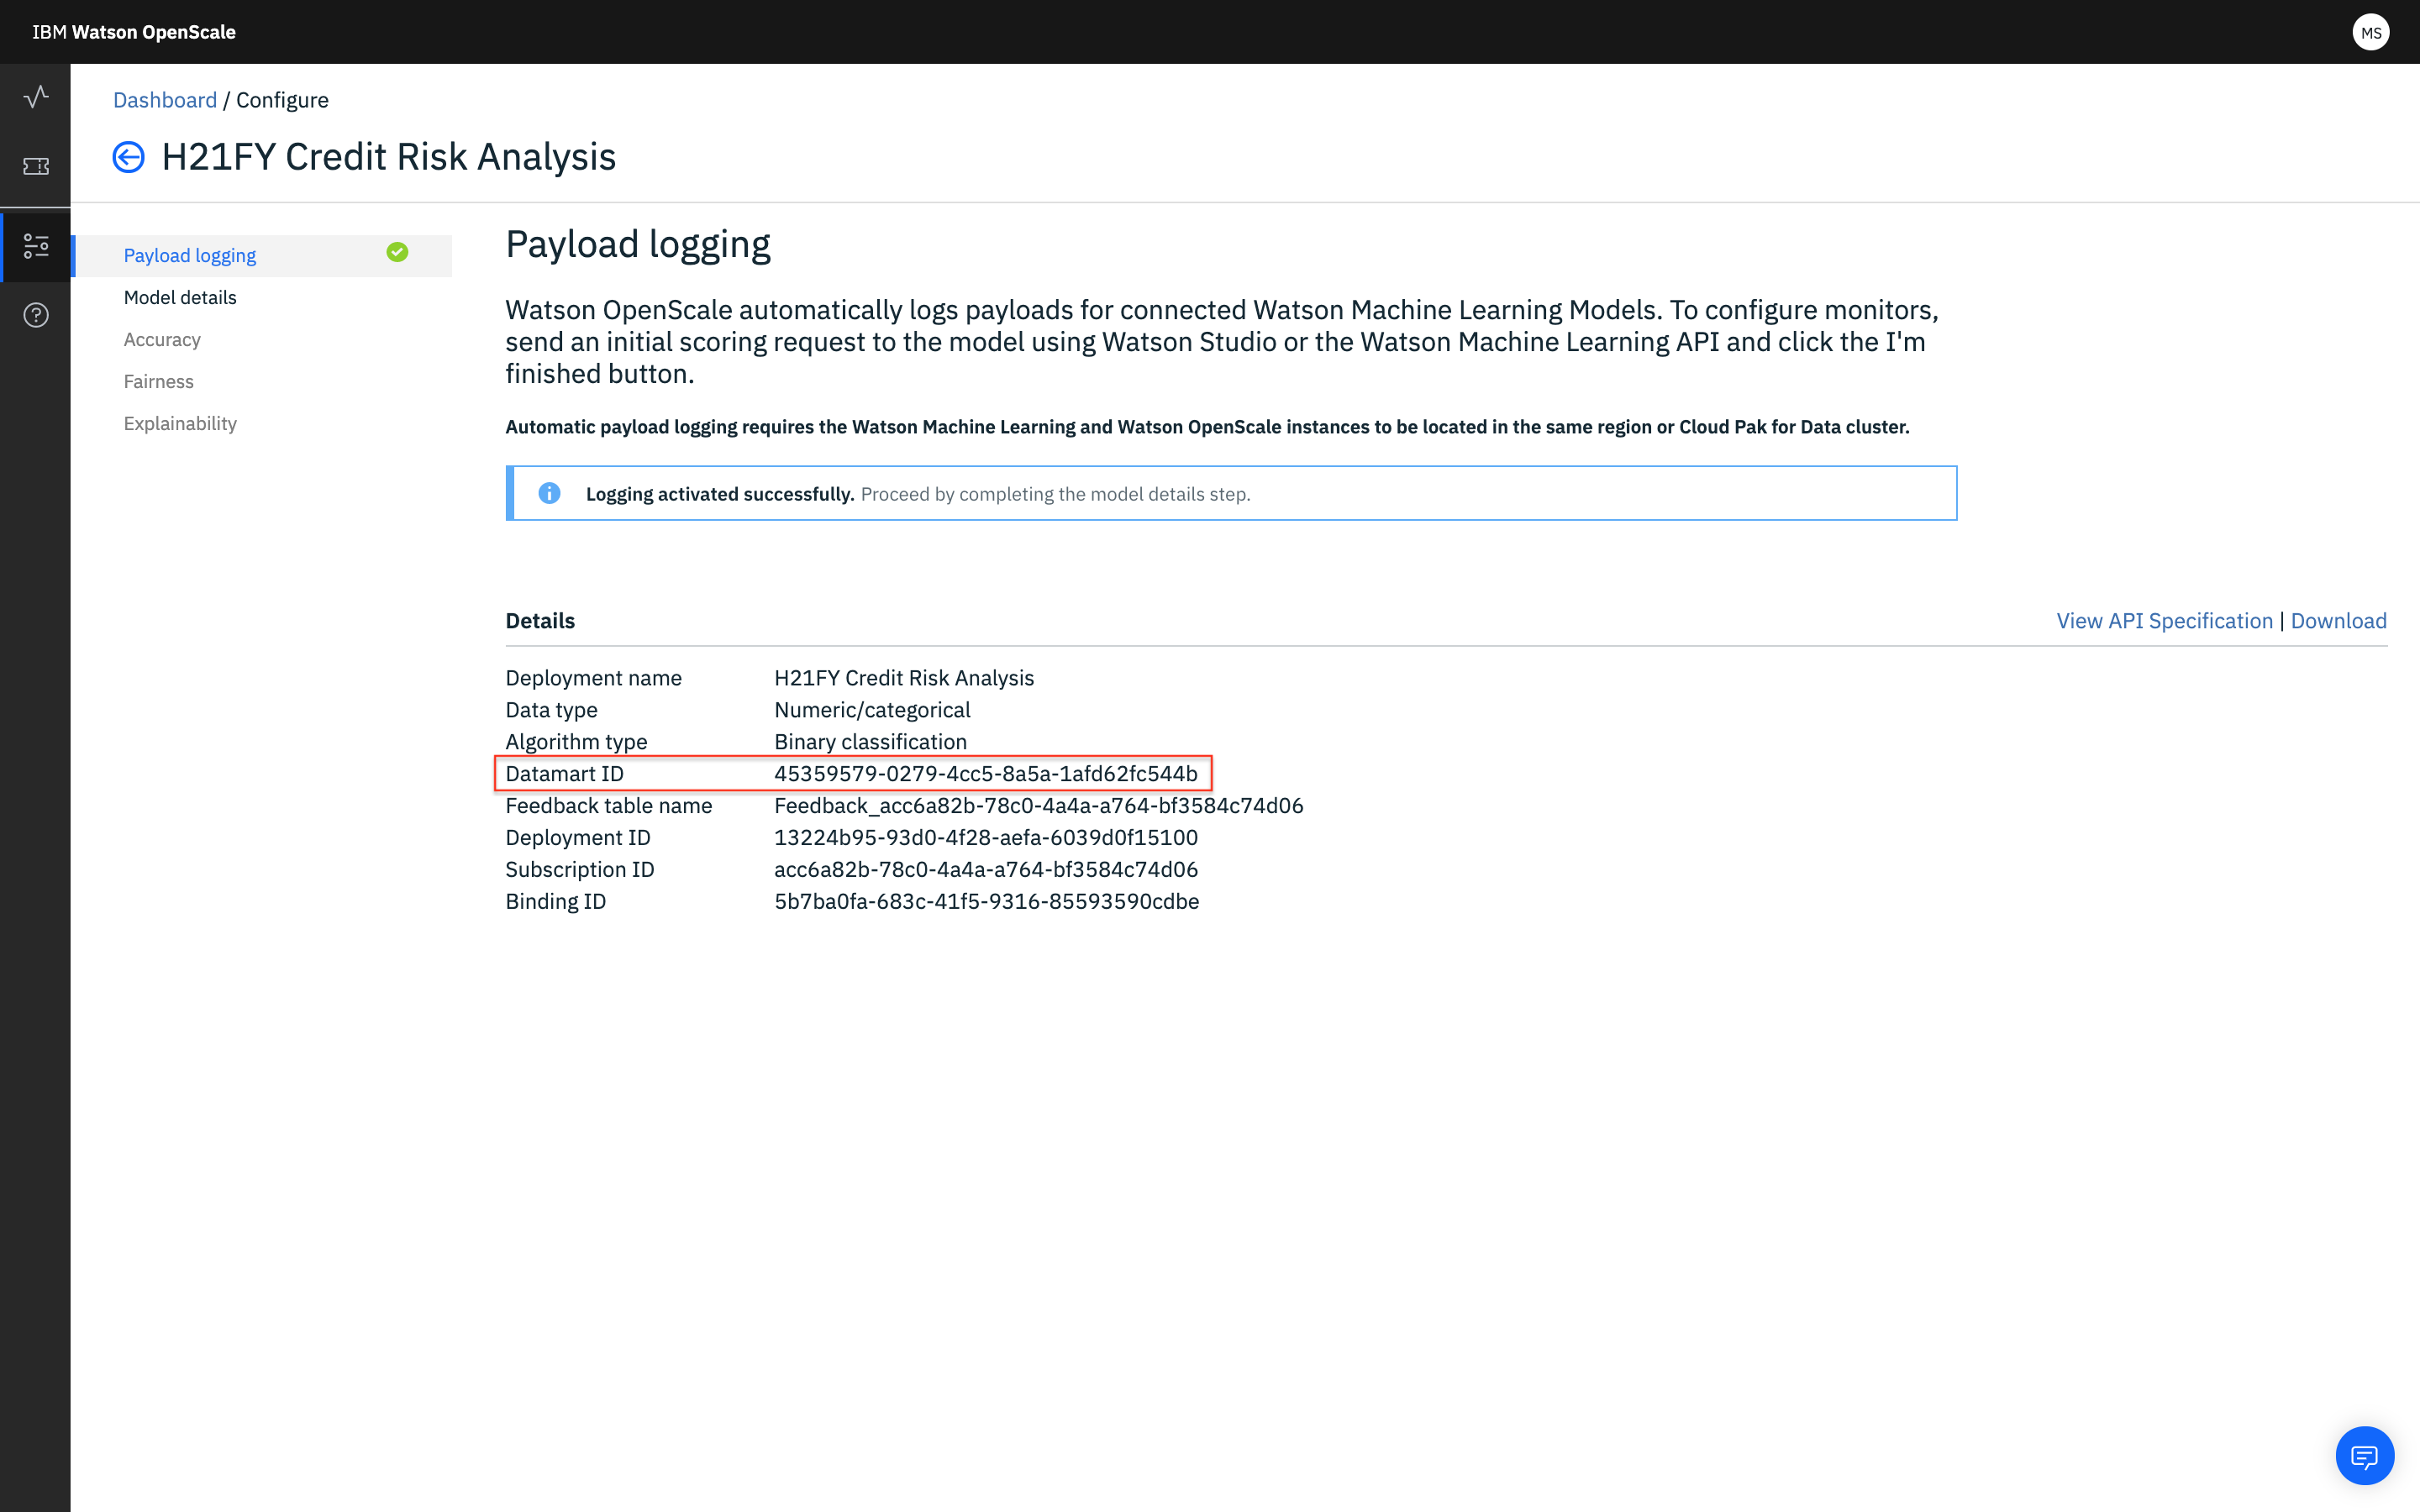 IBM Watson OpenScale
MS
Dashboard / Configure
H21FY Credit Risk Analysis
Payload logging
Model details
Accuracy
Fairness
Explainability
Payload logging
Watson OpenScale automatically logs payloads for connected Watson Machine Learning Models. To configure monitors,
send an initial scoring request to the model using Watson Studio or the Watson Machine Learning API and click the I'm
finished button.
Automatic payload logging requires the Watson Machine Learning and Watson OpenScale instances to be located in the same region or Cloud Pak for Data cluster.
Logging activated successfully. Proceed by completing the model details step.
Details View API Specification | Download
Deployment name H21FY Credit Risk Analysis
Data type Numeric/categorical
Algorithm type Binary classification
Datamart ID 45359579-0279-4cc5-8a5a-1afd62fc544b
Feedback table name Feedback_acc6a82b-78c0-4a4a-a764-bf3584c74d06
Deployment ID 13224b95-93d0-4f28-aefa-6039d0f15100
Subscription ID acc6a82b-78c0-4a4a-a764-bf3584c74d06
Binding ID 5b7ba0fa-683c-41f5-9316-85593590cdbe